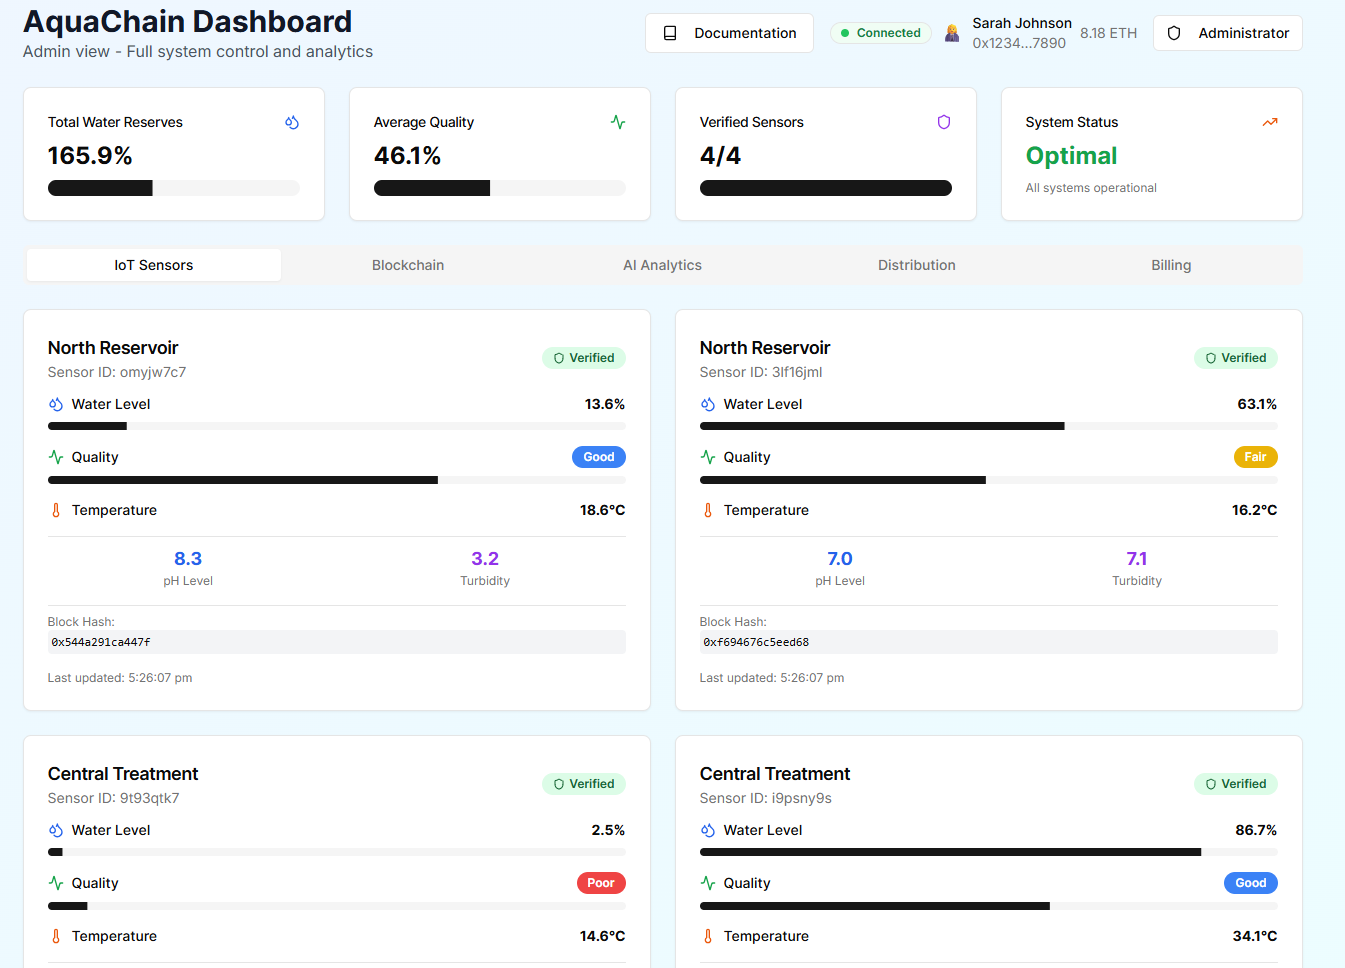 AquaChain Dashboard
Admin view - Full system control and analytics
Documentation
Connected
Sarah Johnson
0x1234...7890
8.18 ETH
Administrator
Total Water Reserves
165.9%
Average Quality
46.1%
Verified Sensors
4/4
System Status
Optimal
All systems operational
IoT Sensors
Blockchain
AI Analytics
Distribution
Billing
North Reservoir
Verified
Sensor ID: omyjw7c7
Water Level
13.6%
Quality
Good
Temperature
18.6°C
8.3
pH Level
3.2
Turbidity
Block Hash:
0x544a291ca447f
Last updated: 5:26:07 pm
North Reservoir
Verified
Sensor ID: 3lf16jml
Water Level
63.1%
Quality
Fair
Temperature
16.2°C
7.0
pH Level
7.1
Turbidity
Block Hash:
0xf694676c5eed68
Last updated: 5:26:07 pm
Central Treatment
Verified
Sensor ID: 9t93qtk7
Water Level
2.5%
Quality
Poor
Temperature
14.6°C
Central Treatment
Verified
Sensor ID: i9psny9s
Water Level
86.7%
Quality
Good
Temperature
34.1°C